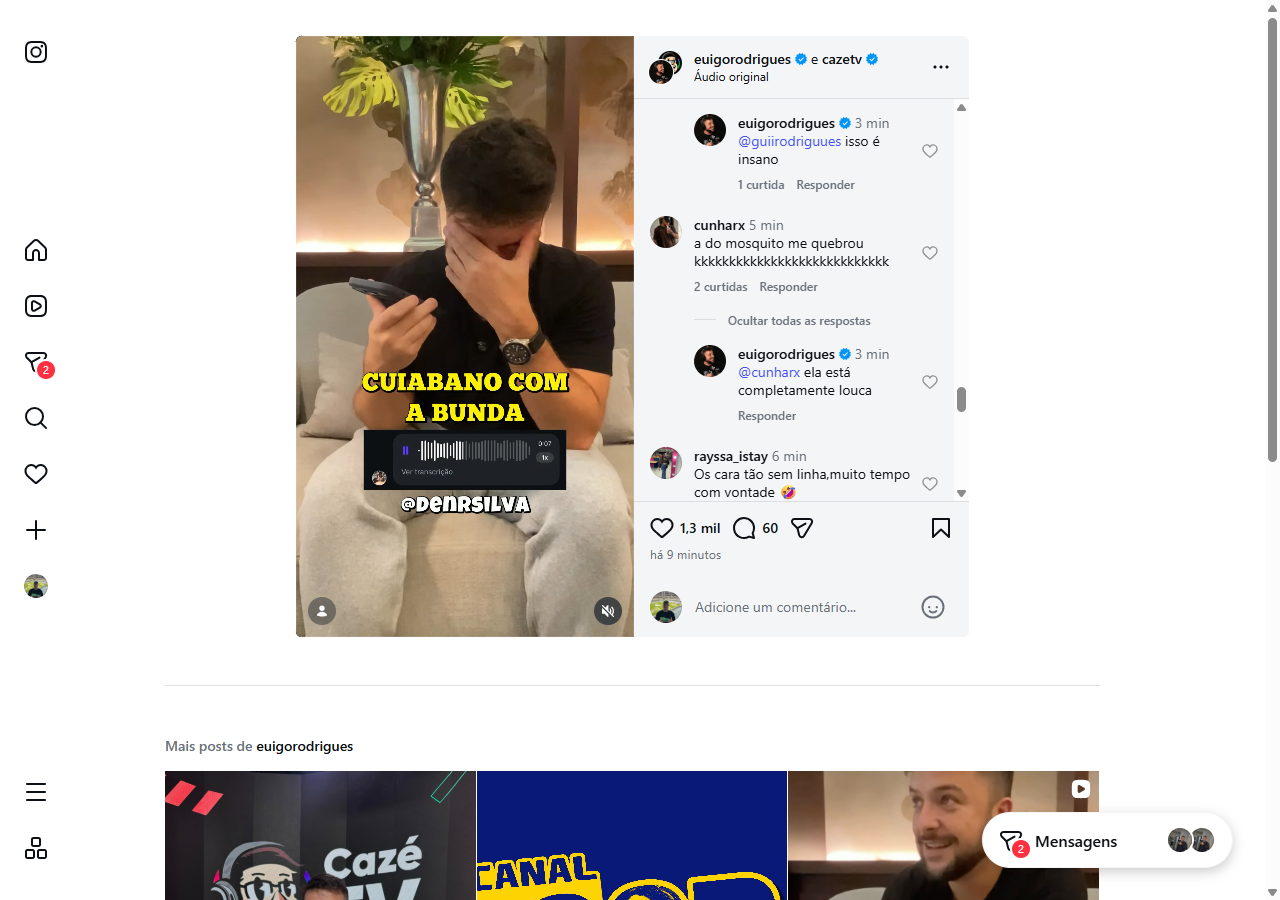 euigorodrigues e cazetv
Áudio original
euigorodrigues 3 min
@guiirodriguues isso é
insano
1 curtida Responder
cunharx 5 min
a do mosquito me quebrou
kkkkkkkkkkkkkkkkkkkkkkkkkkkk
2 curtidas Responder
Ocultar todas as respostas
euigorodrigues 3 min
@cunharx ela está
completamente louca
Responder
rayssa_istay 6 min
Os cara tão sem linha,muito tempo
com vontade 🤣
1,3 mil 60
há 9 minutos
Adicione um comentário...
CUIABANO COM
A BUNDA
0:07
1x
Ver transcrição
@DENRSILVA
2
Mais posts de euigorodrigues
Cazé
TV
CANAL
2
Mensagens